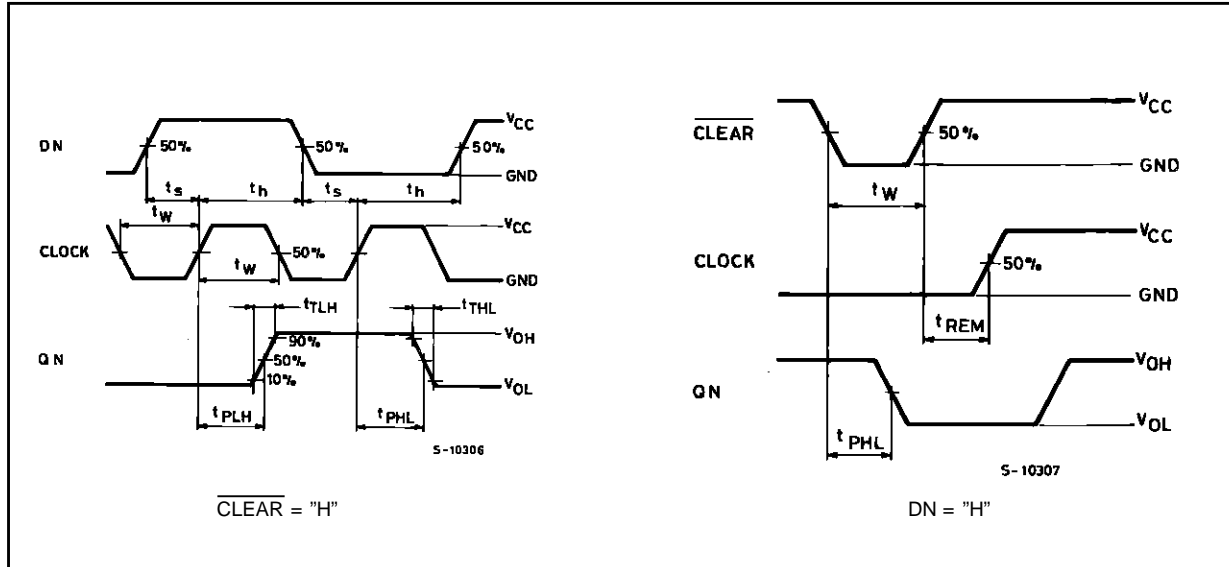 DN
50%
50%
50%
VCC
GND
ts
th
ts
th
tW
CLOCK
tW
50%
VCC
GND
tTLH
tTHL
QN
90%
50%
10%
VOH
VOL
tPLH
tPHL
S-10306
CLEAR = "H"
CLEAR
50%
VCC
GND
tW
CLOCK
50%
VCC
GND
tREM
QN
VOH
VOL
tPHL
S-10307
DN = "H"